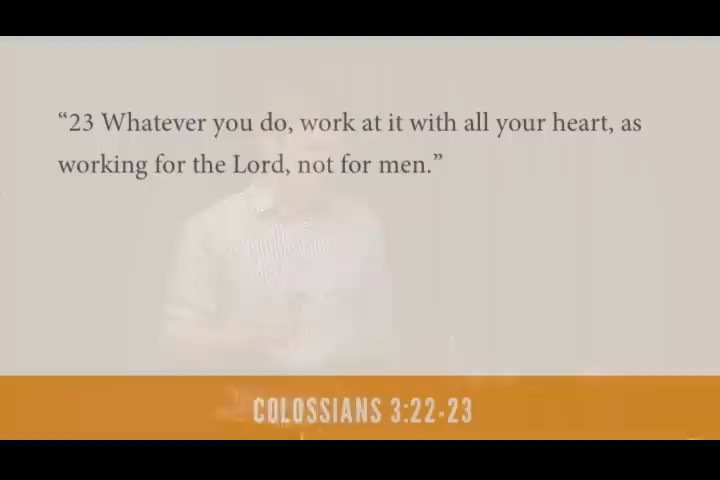 “23 Whatever you do, work at it with all your heart, as
working for the Lord, not for men.”
COLOSSIANS 3:22-23